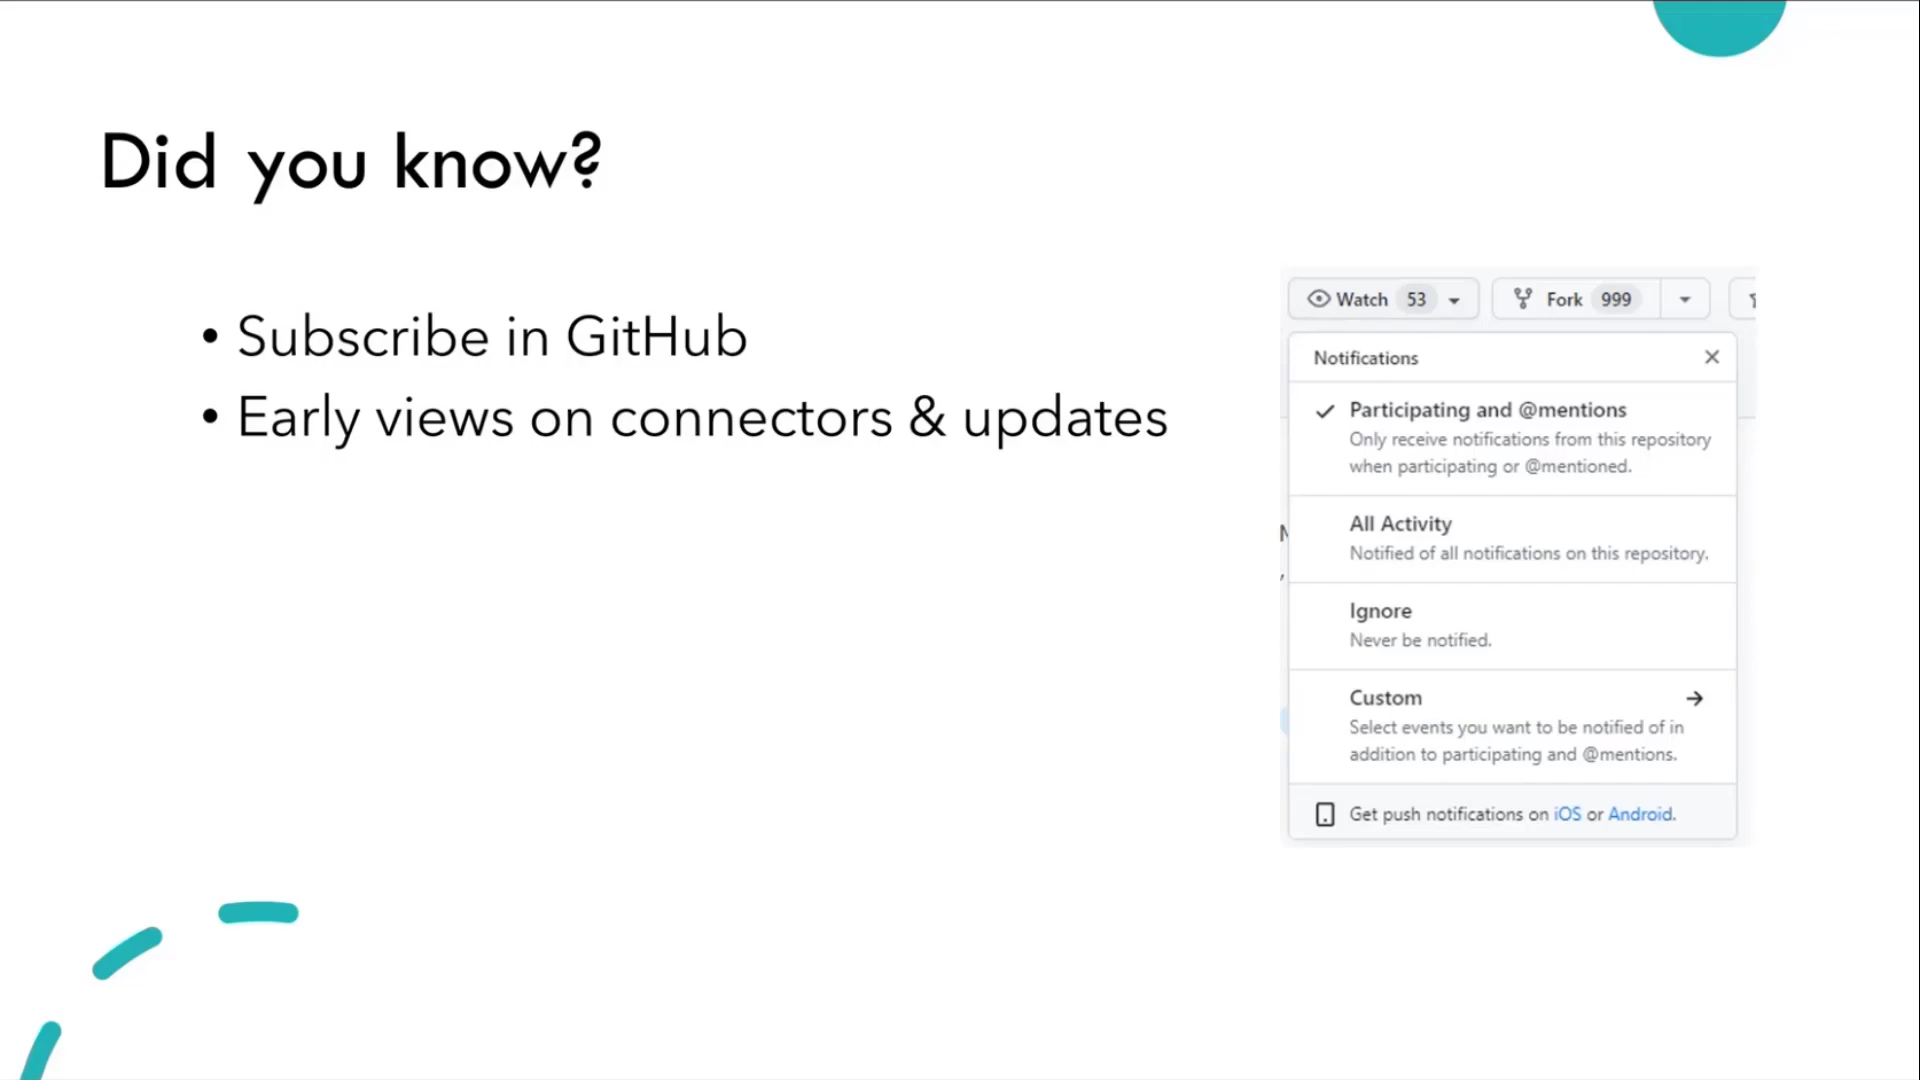 Did you know?
• Subscribe in GitHub
• Early views on connectors & updates
Watch 53 Fork 999
Notifications
Participating and @mentions
Only receive notifications from this repository
when participating or @mentioned.
All Activity
Notified of all notifications on this repository.
Ignore
Never be notified.
Custom
Select events you want to be notified of in
addition to participating and @mentions.
Get push notifications on iOS or Android.